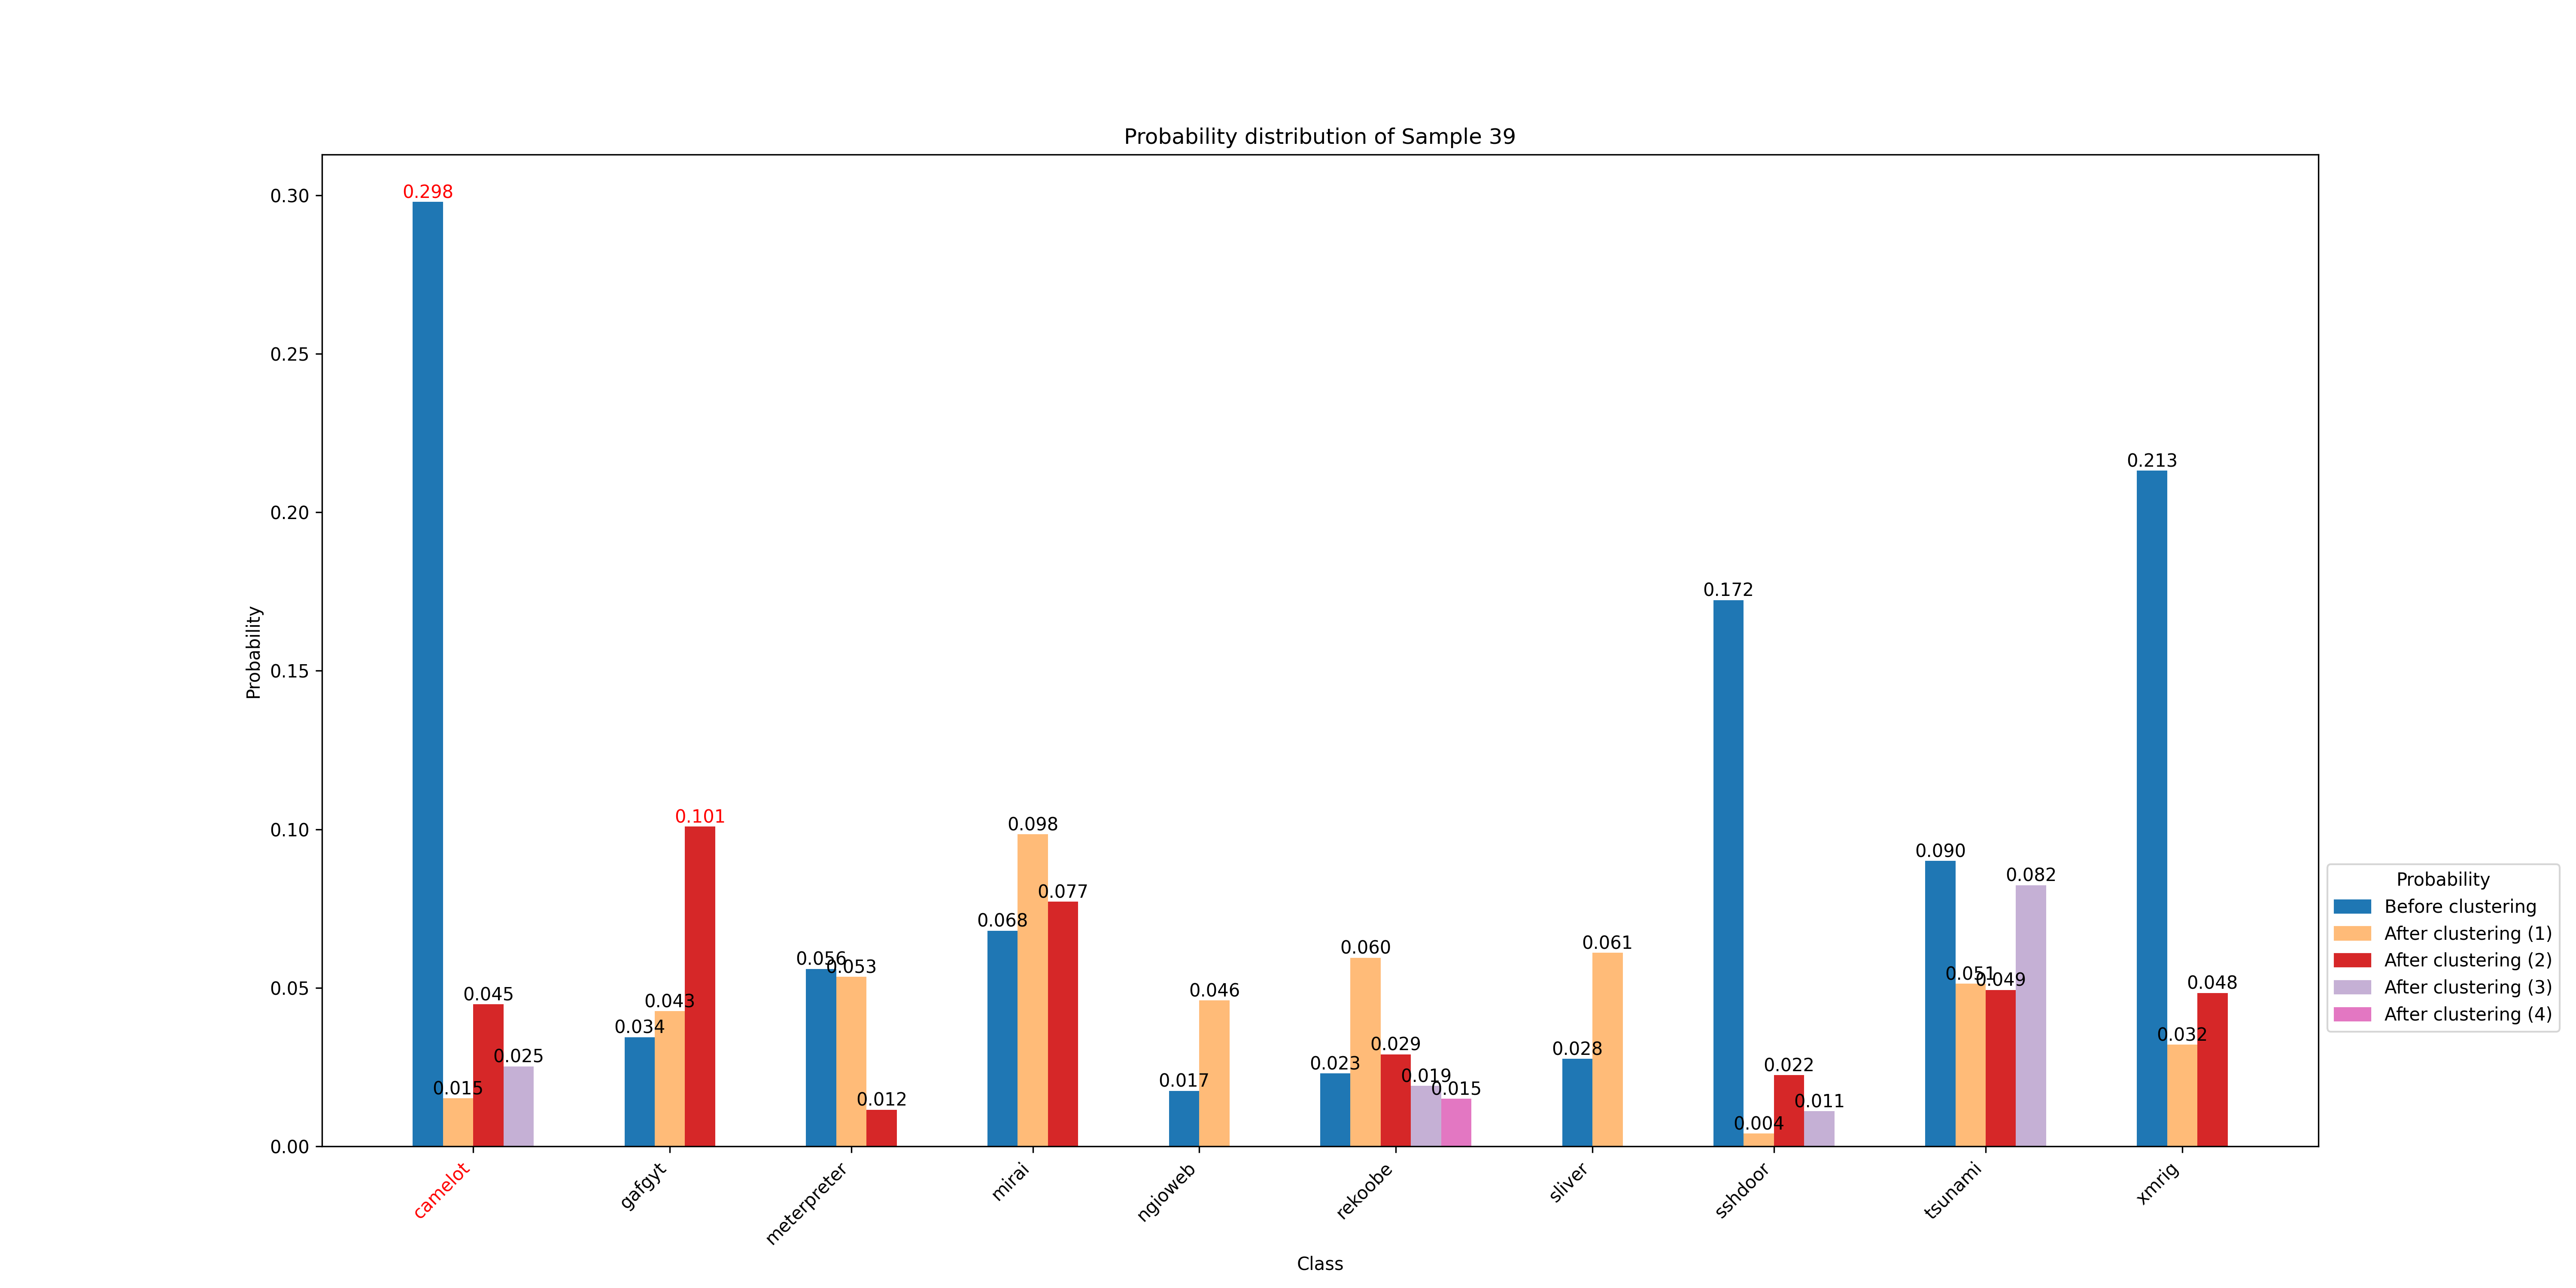 Probability distribution of Sample 39
Probability
0.30
0.25
0.20
0.15
0.10
0.05
0.00
0.298
0.015
0.045
0.025
0.034
0.043
0.101
0.056
0.053
0.012
0.068
0.098
0.077
0.017
0.046
0.023
0.060
0.029
0.019
0.015
0.028
0.061
0.172
0.004
0.022
0.011
0.090
0.051
0.049
0.082
0.213
0.032
0.048
camelot
gafgyt
meterpreter
mirai
ngioweb
rekoobe
sliver
sshdoor
tsunami
xmrig
Class
Probability
Before clustering
After clustering (1)
After clustering (2)
After clustering (3)
After clustering (4)